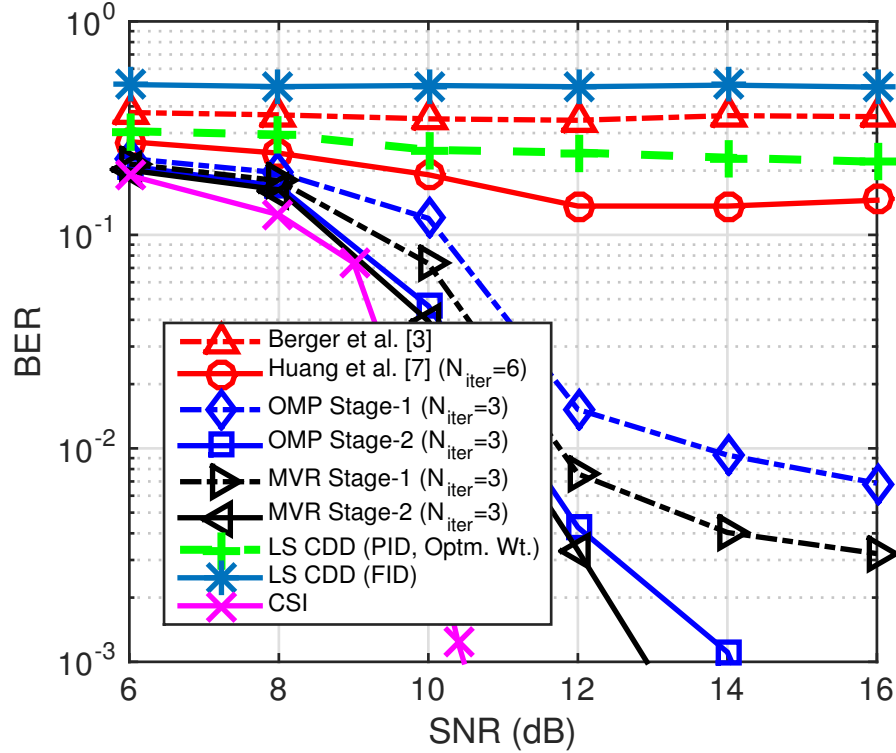 10^0
10^-1
10^-2
10^-3
BER
Berger et al. [3]
Huang et al. [7] (N_iter=6)
OMP Stage-1 (N_iter=3)
OMP Stage-2 (N_iter=3)
MVR Stage-1 (N_iter=3)
MVR Stage-2 (N_iter=3)
LS CDD (PID, Optm. Wt.)
LS CDD (FID)
CSI
6 8 10 12 14 16
SNR (dB)